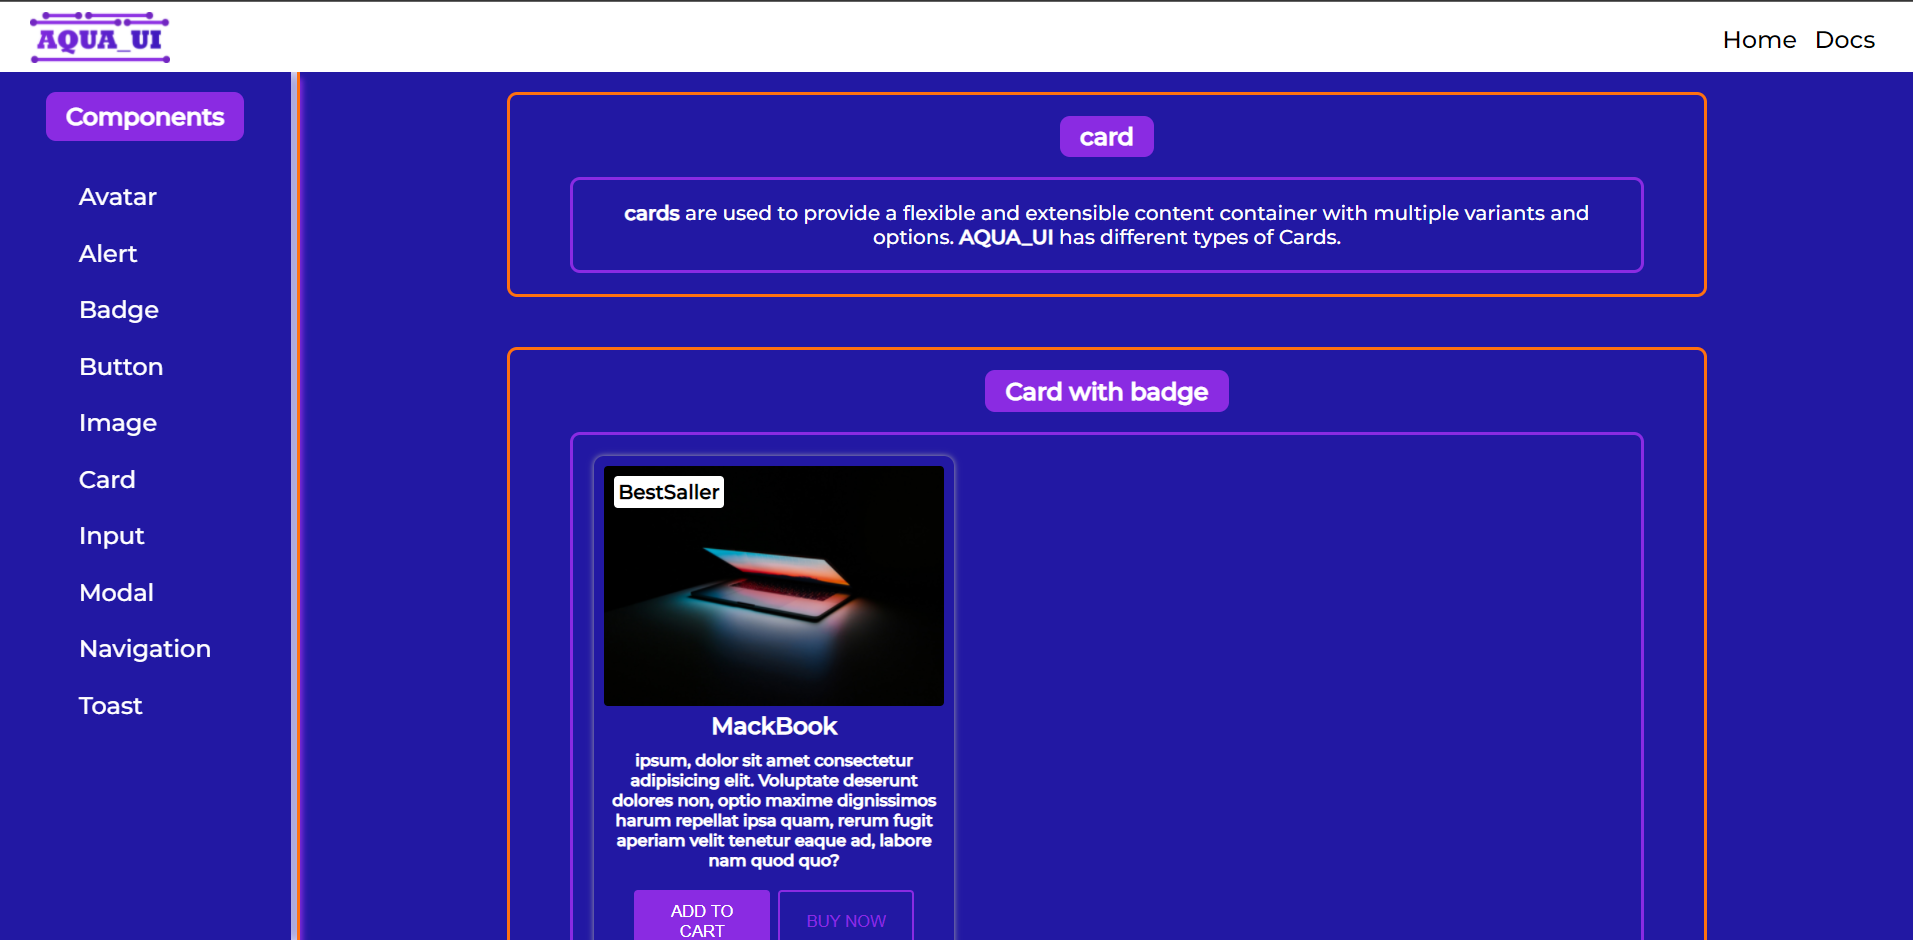 AQUA_UI
Home Docs
Components
Avatar
Alert
Badge
Button
Image
Card
Input
Modal
Navigation
Toast
card
cards are used to provide a flexible and extensible content container with multiple variants and
options. AQUA_UI has different types of Cards.
Card with badge
BestSaller
MackBook
ipsum, dolor sit amet consectetur
adipisicing elit. Voluptate deserunt
dolores non, optio maxime dignissimos
harum repellat ipsa quam, rerum fugit
aperiam velit tenetur eaque ad, labore
nam quod quo?
ADD TO
CART
BUY NOW